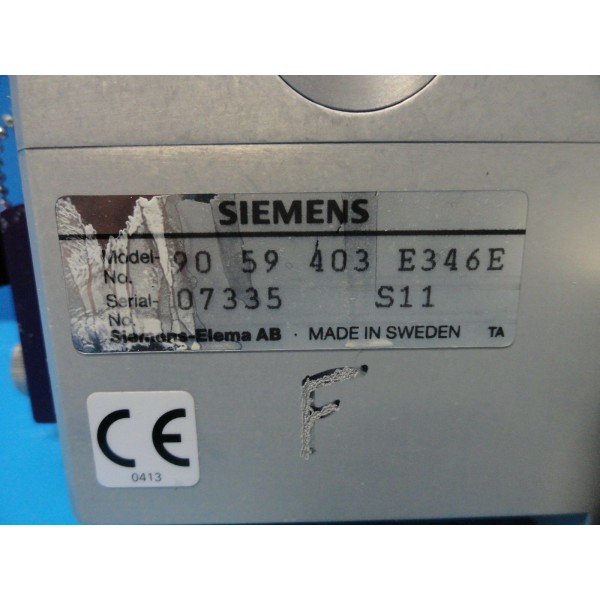 SIEMENS
Model- 90 59 403 E346E
No.
Serial- 07335 S11
No.
Siemens-Elema AB · MADE IN SWEDEN TA
F
CE
0413